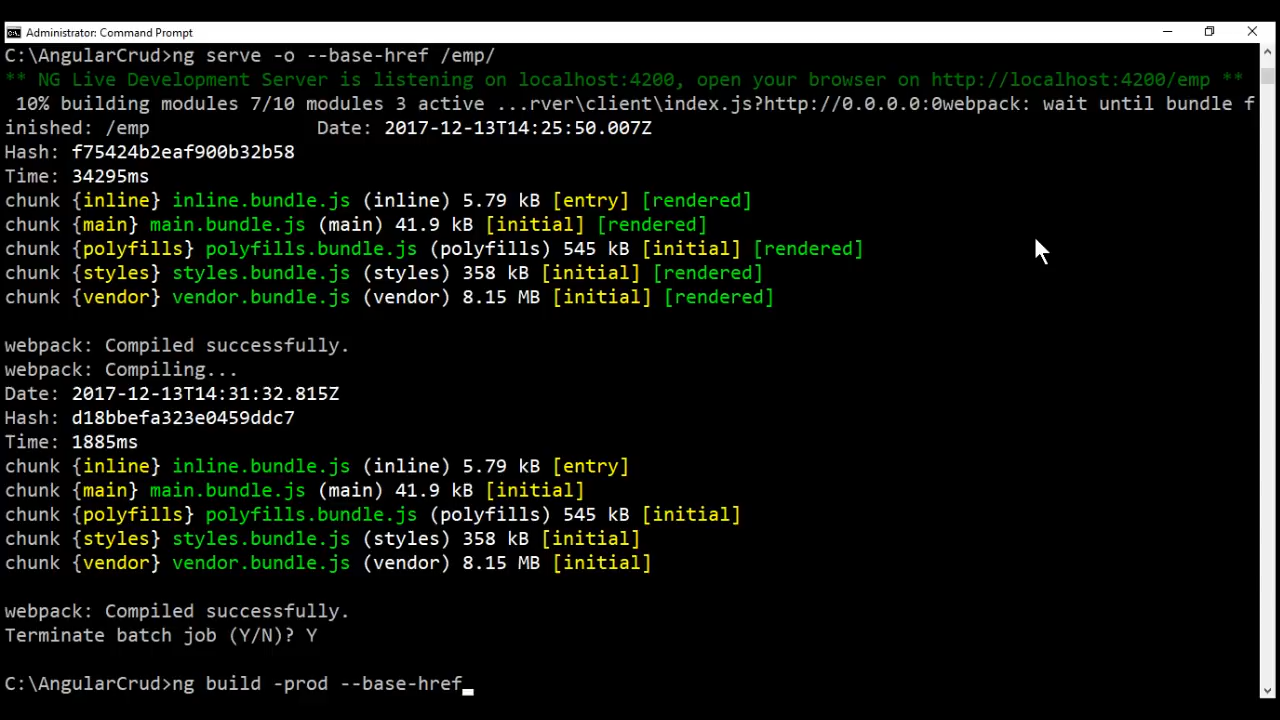 Administrator: Command Prompt
C:\AngularCrud>ng serve -o --base-href /emp/
** NG Live Development Server is listening on localhost:4200, open your browser on http://localhost:4200/emp **
10% building modules 7/10 modules 3 active ...rver\client\index.js?http://0.0.0.0:0webpack: wait until bundle f
inished: /emp Date: 2017-12-13T14:25:50.007Z
Hash: f75424b2eaf900b32b58
Time: 34295ms
chunk {inline} inline.bundle.js (inline) 5.79 kB [entry] [rendered]
chunk {main} main.bundle.js (main) 41.9 kB [initial] [rendered]
chunk {polyfills} polyfills.bundle.js (polyfills) 545 kB [initial] [rendered]
chunk {styles} styles.bundle.js (styles) 358 kB [initial] [rendered]
chunk {vendor} vendor.bundle.js (vendor) 8.15 MB [initial] [rendered]
webpack: Compiled successfully.
webpack: Compiling...
Date: 2017-12-13T14:31:32.815Z
Hash: d18bbefa323e0459ddc7
Time: 1885ms
chunk {inline} inline.bundle.js (inline) 5.79 kB [entry]
chunk {main} main.bundle.js (main) 41.9 kB [initial]
chunk {polyfills} polyfills.bundle.js (polyfills) 545 kB [initial]
chunk {styles} styles.bundle.js (styles) 358 kB [initial]
chunk {vendor} vendor.bundle.js (vendor) 8.15 MB [initial]
webpack: Compiled successfully.
Terminate batch job (Y/N)? Y
C:\AngularCrud>ng build -prod --base-href